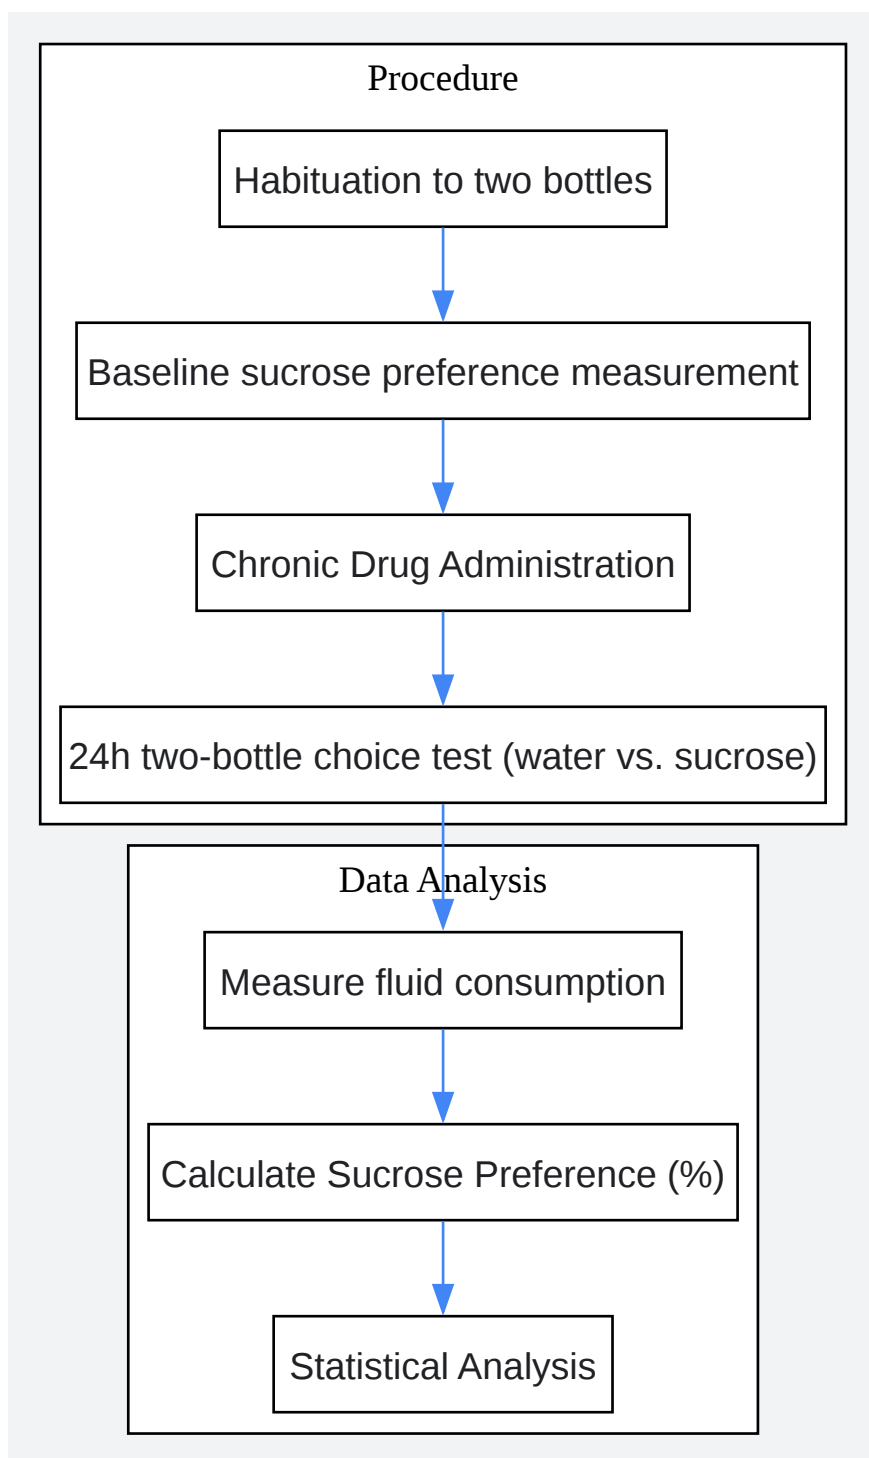 Procedure
Habituation to two bottles
Baseline sucrose preference measurement
Chronic Drug Administration
24h two-bottle choice test (water vs. sucrose)
Data Analysis
Measure fluid consumption
Calculate Sucrose Preference (%)
Statistical Analysis